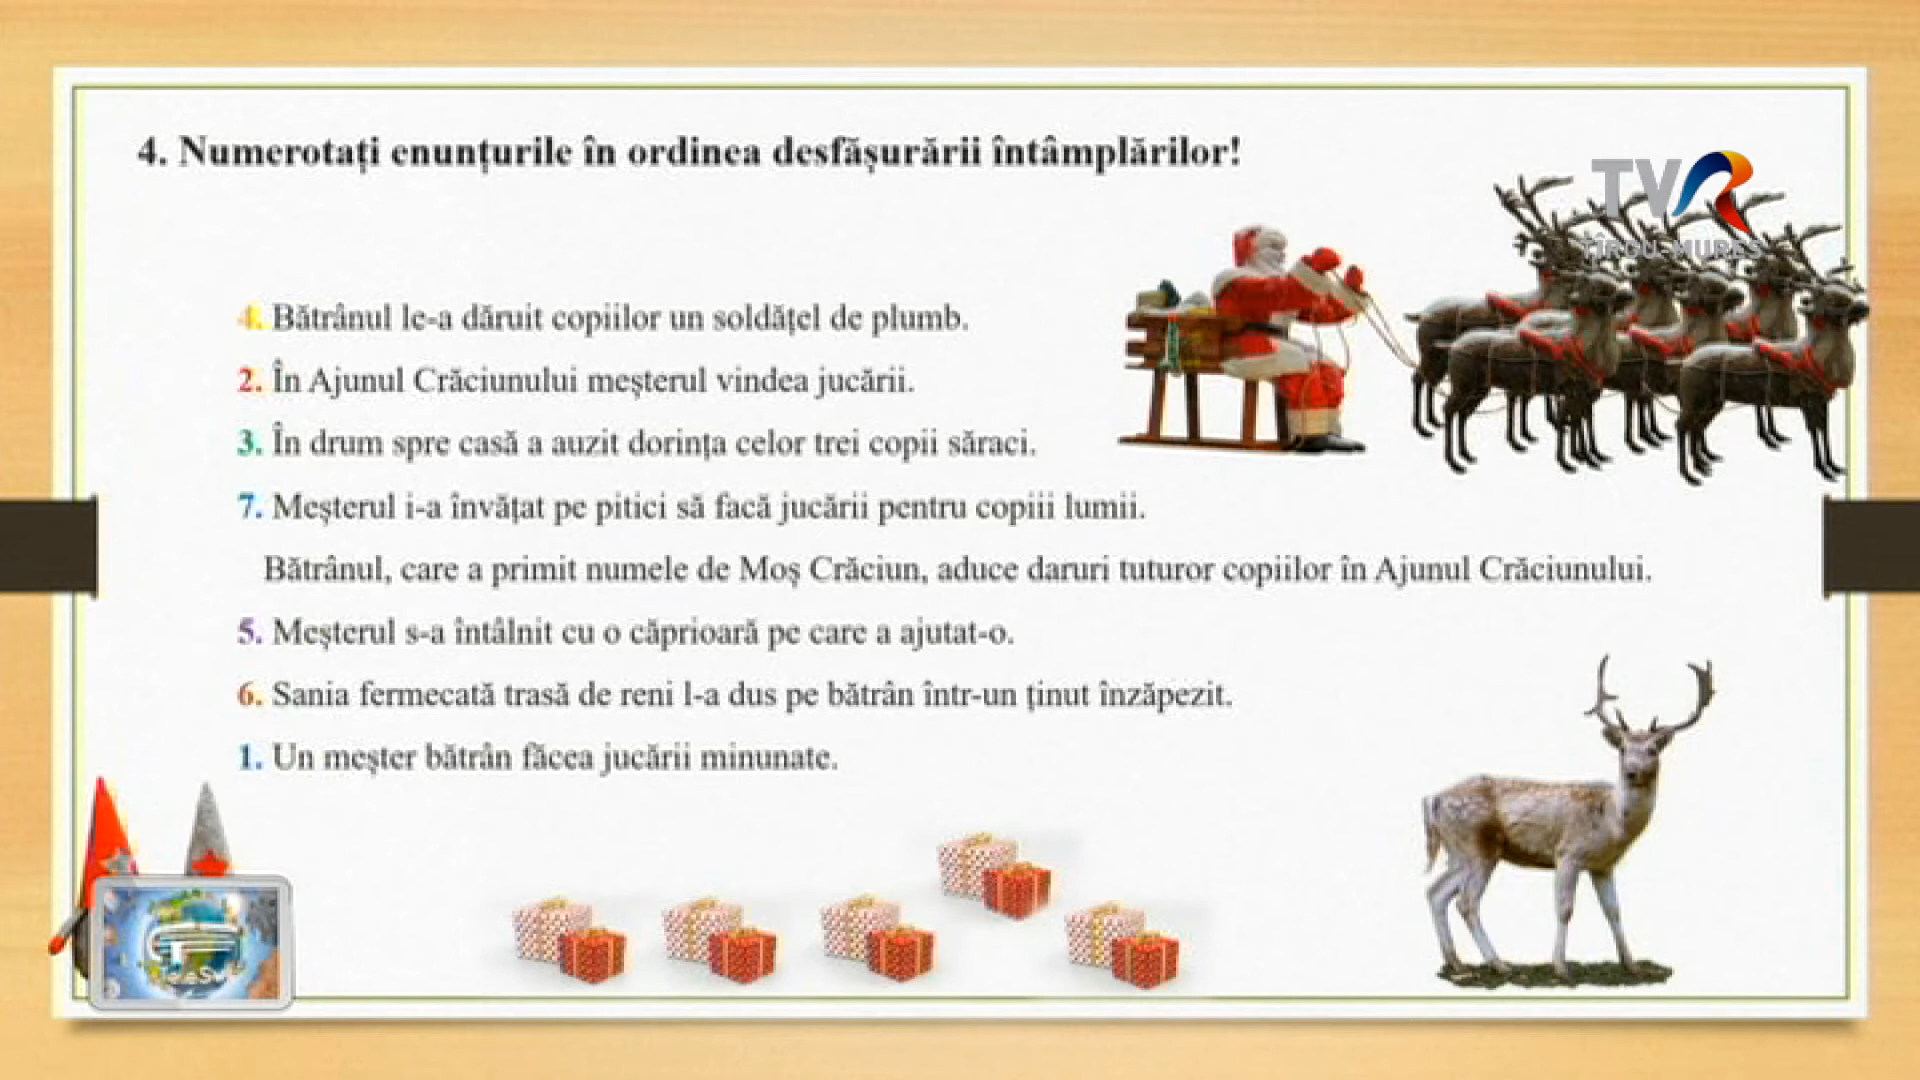 4. Numerotați enunțurile în ordinea desfășurării întâmplărilor!
TVR
TÎRGU-MUREȘ
4. Bătrânul le-a dăruit copiilor un soldățel de plumb.
2. În Ajunul Crăciunului meșterul vindea jucării.
3. În drum spre casă a auzit dorința celor trei copii săraci.
7. Meșterul i-a învățat pe pitici să facă jucării pentru copiii lumii.
Bătrânul, care a primit numele de Moș Crăciun, aduce daruri tuturor copiilor în Ajunul Crăciunului.
5. Meșterul s-a întâlnit cu o căprioară pe care a ajutat-o.
6. Sania fermecată trasă de reni l-a dus pe bătrân într-un ținut înzăpezit.
1. Un meșter bătrân făcea jucării minunate.